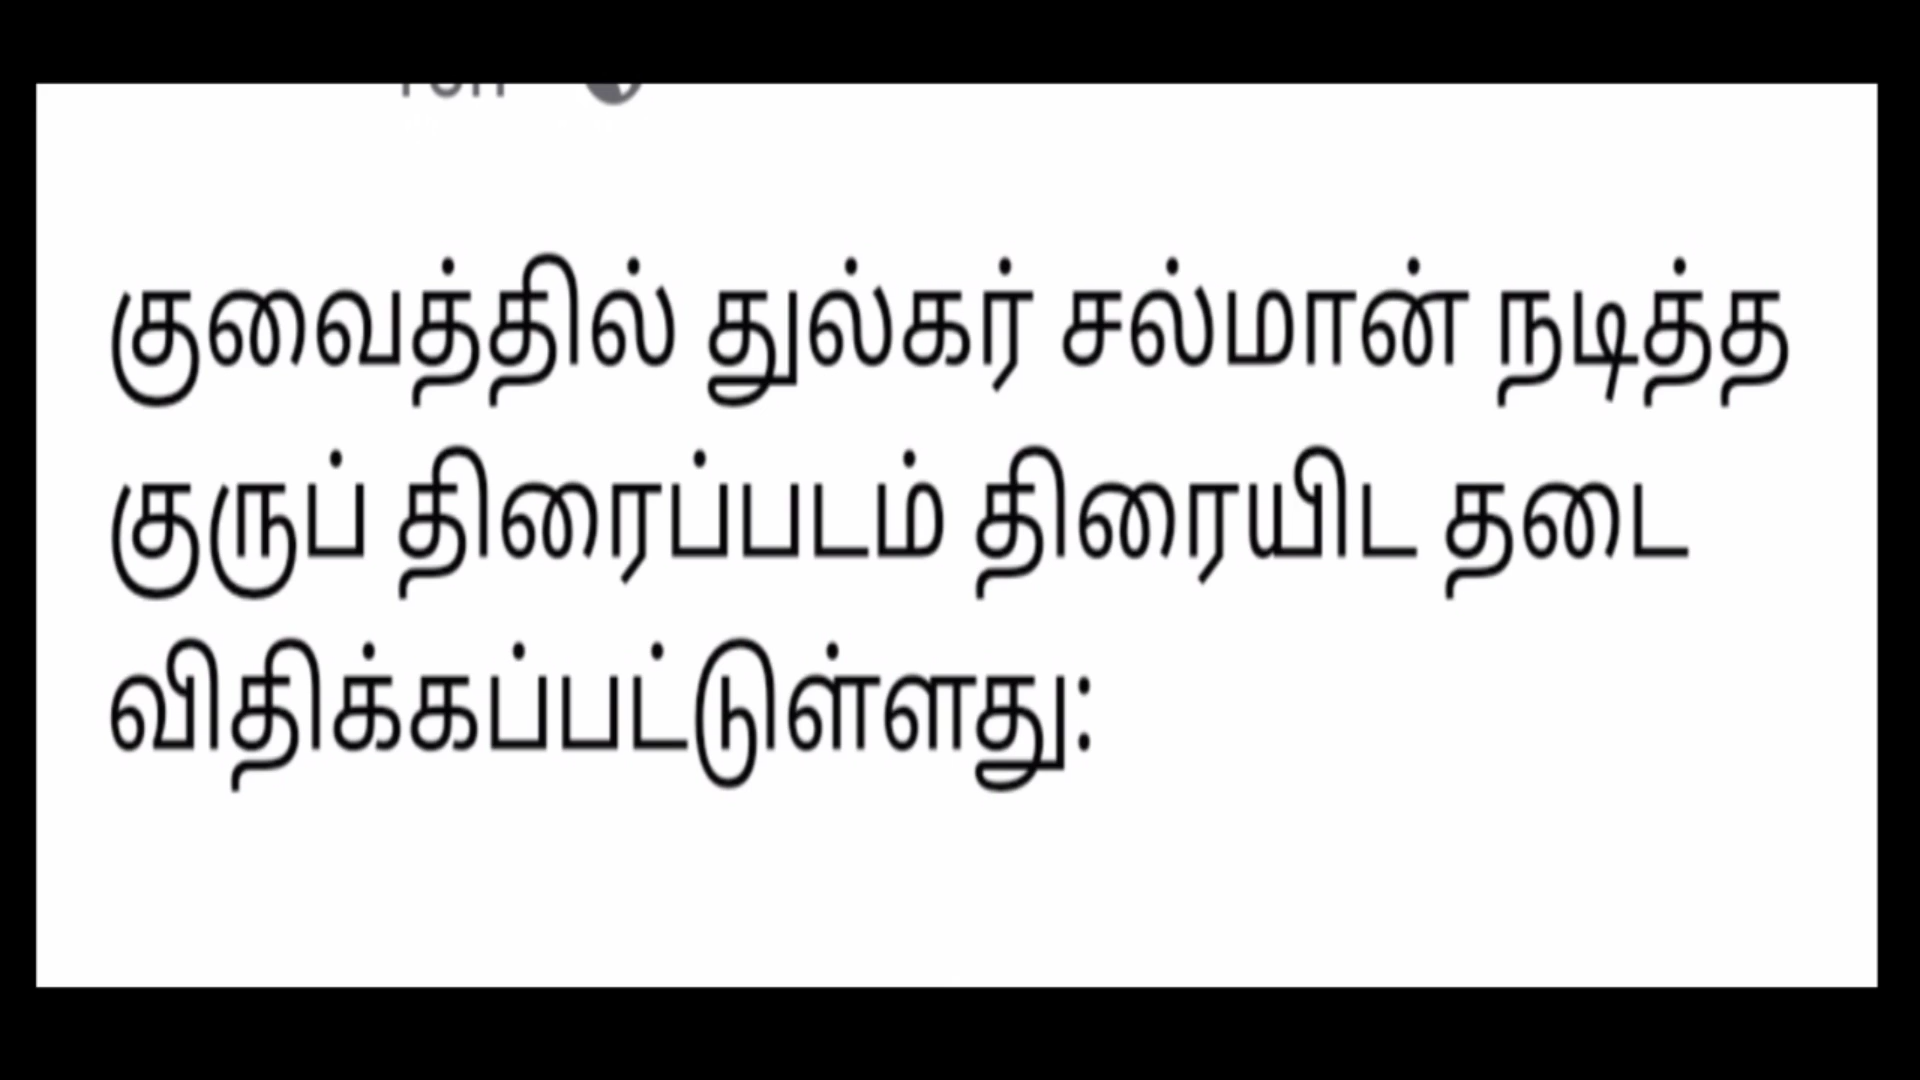 குவைத்தில் துல்கர் சல்மான் நடித்த
குருப் திரைப்படம் திரையிட தடை
விதிக்கப்பட்டுள்ளது: